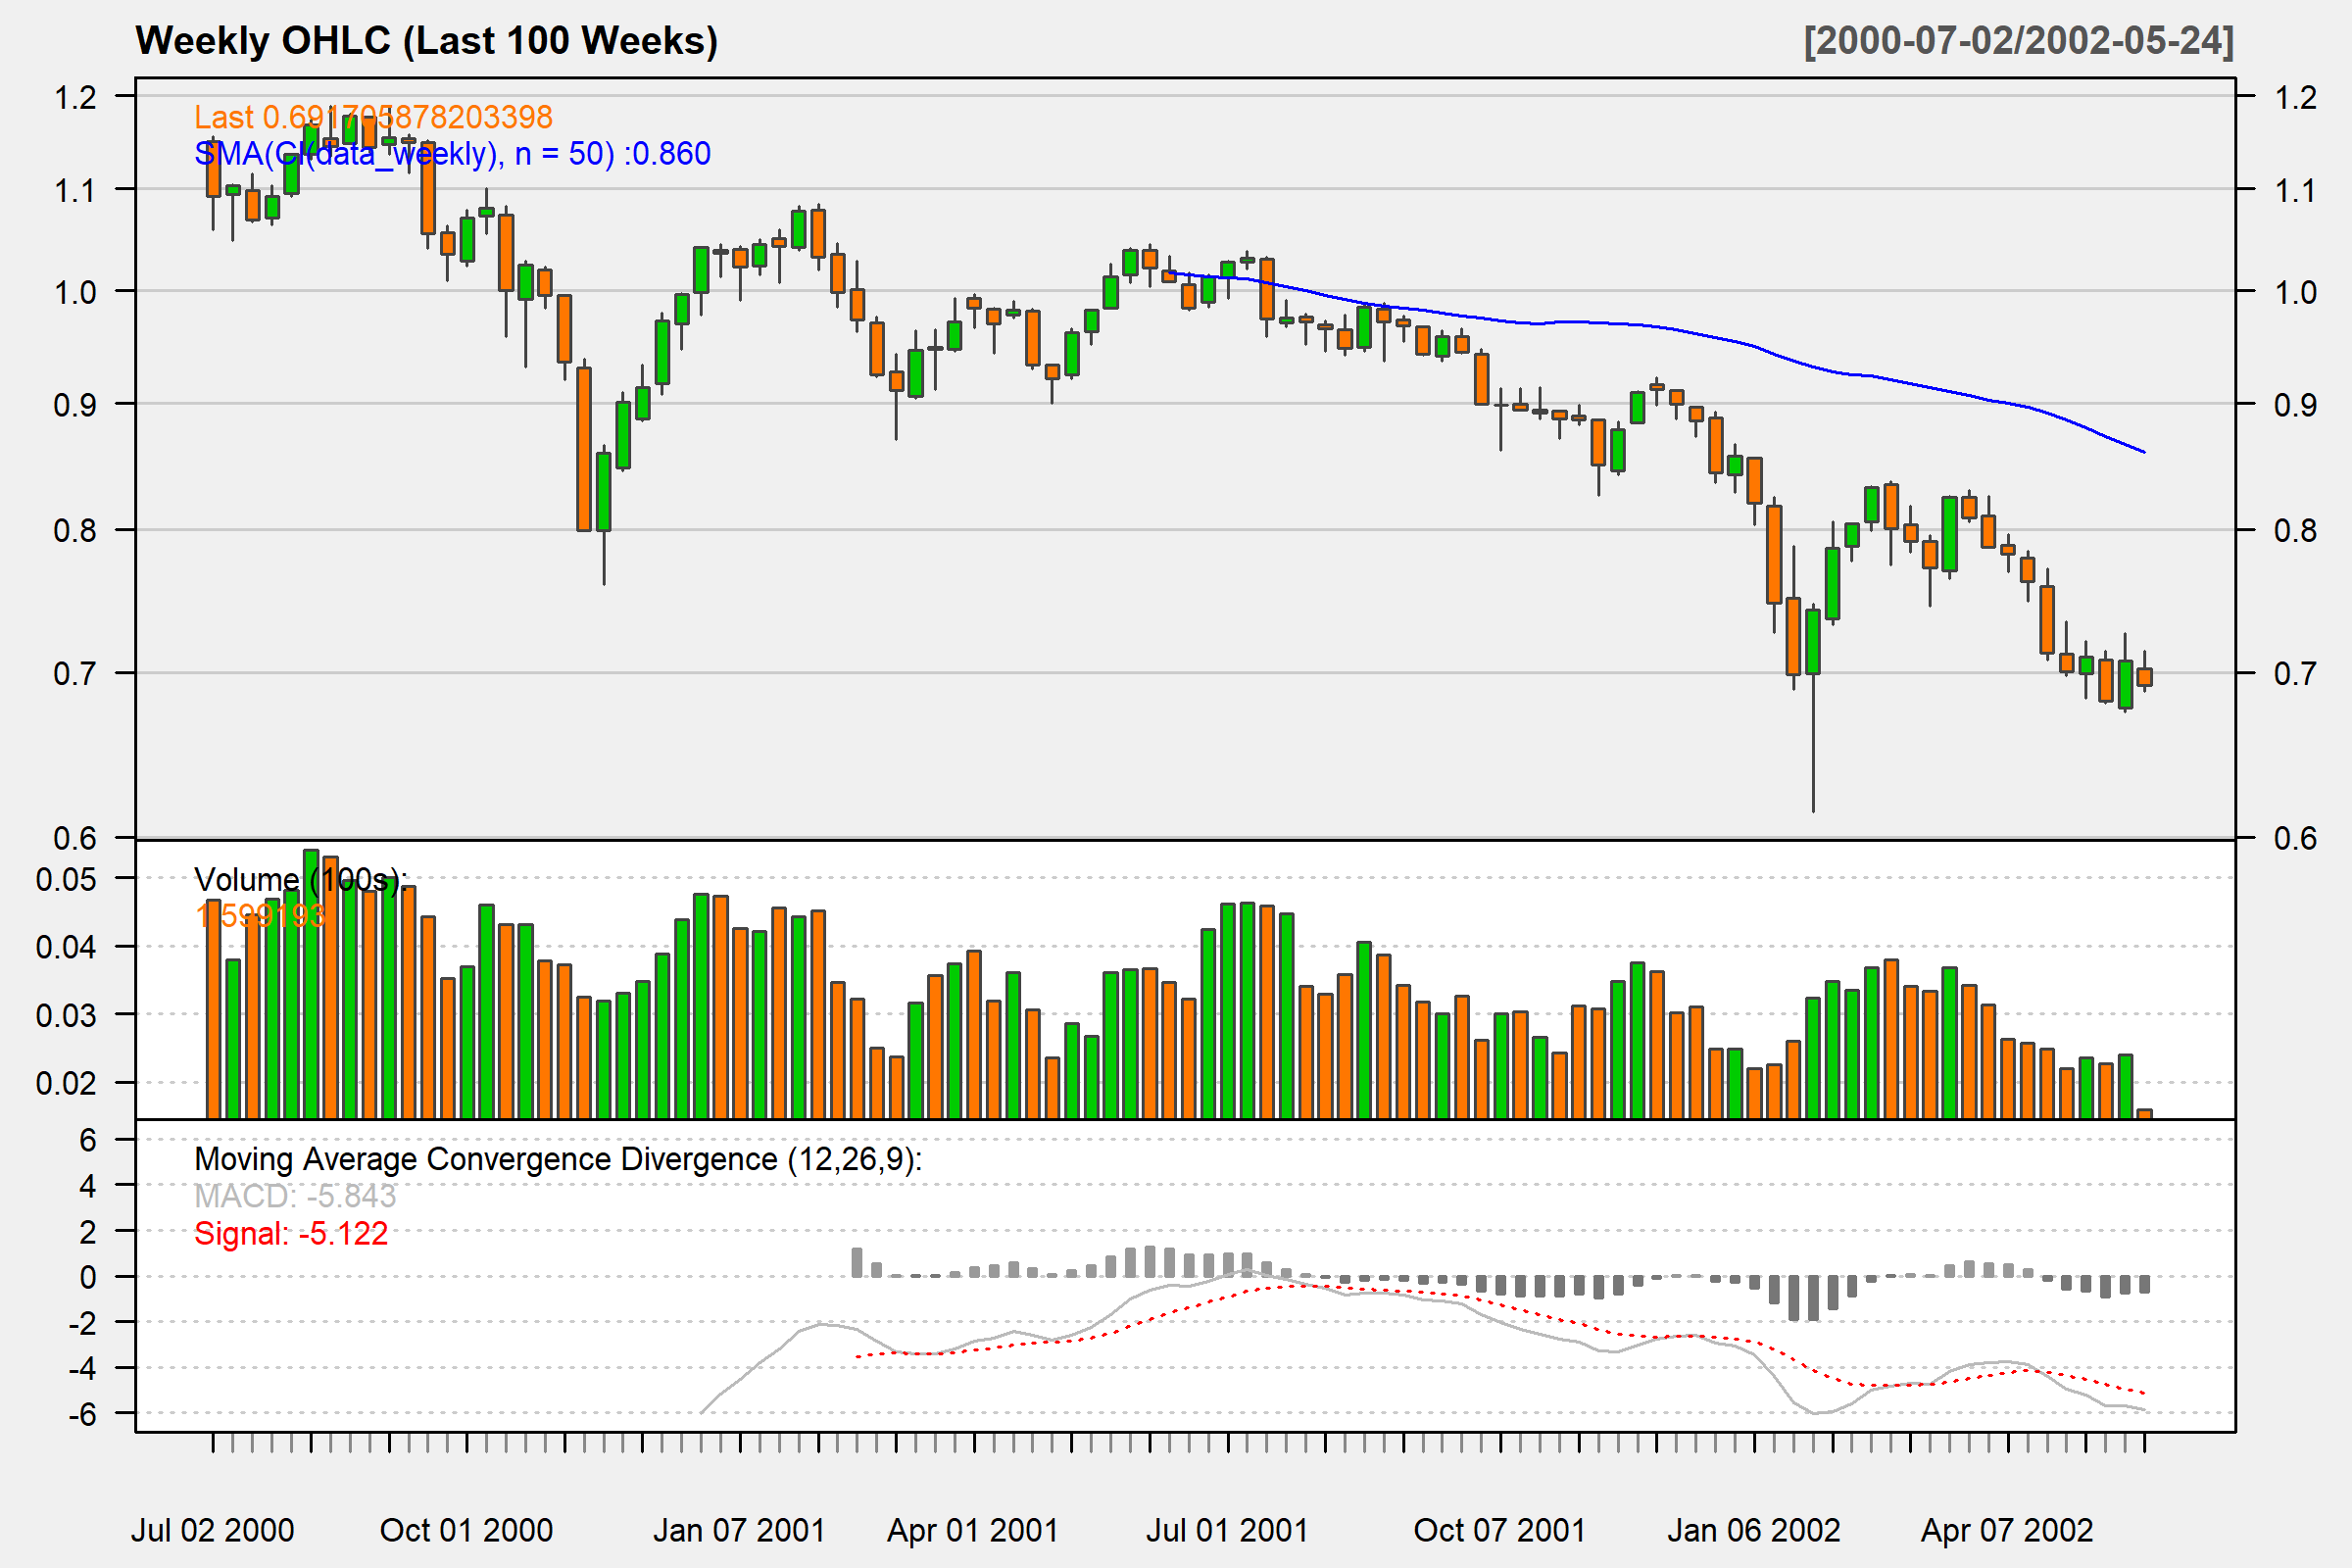 Weekly OHLC (Last 100 Weeks) [2000-07-02/2002-05-24]
Last 0.691705878203398
SMA(Cl(data_weekly), n = 50) :0.860
1.2 1.2
1.1 1.1
1.0 1.0
0.9 0.9
0.8 0.8
0.7 0.7
0.6 0.6
Volume (100s):
1.599193
0.05
0.04
0.03
0.02
Moving Average Convergence Divergence (12,26,9):
MACD: -5.843
Signal: -5.122
6
4
2
0
-2
-4
-6
Jul 02 2000 Oct 01 2000 Jan 07 2001 Apr 01 2001 Jul 01 2001 Oct 07 2001 Jan 06 2002 Apr 07 2002